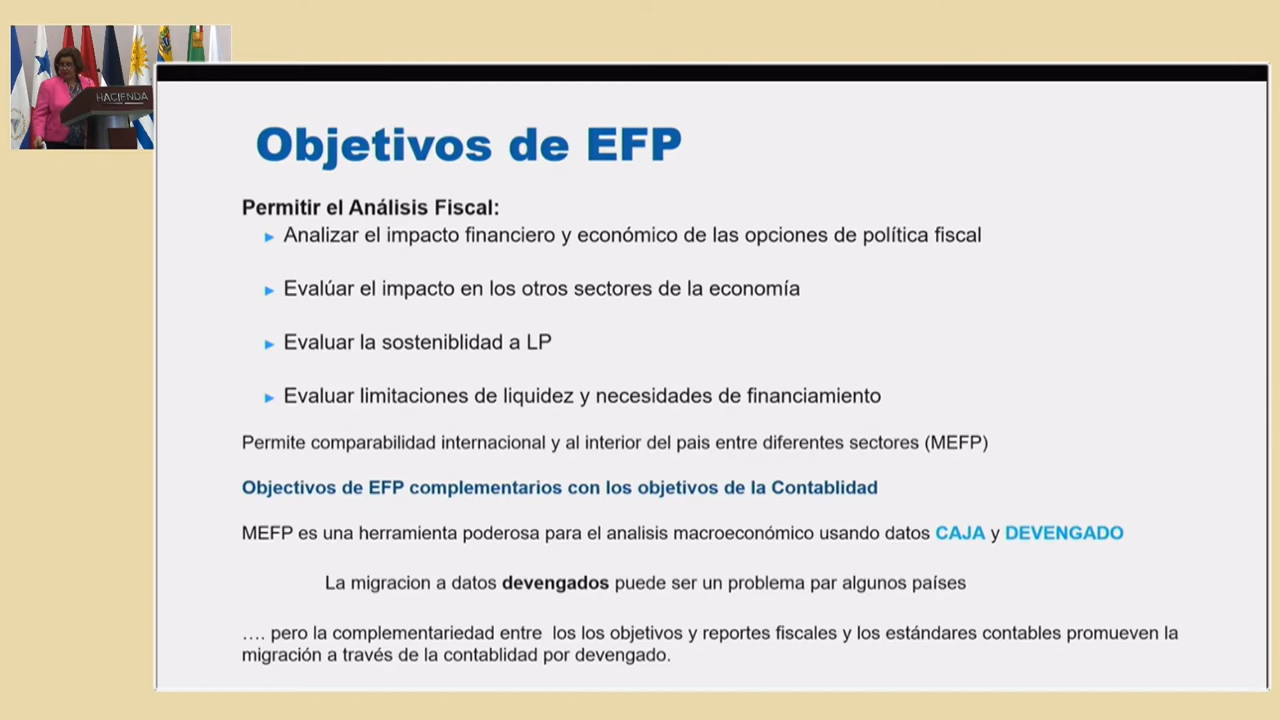 HACIENDA
Objetivos de EFP
Permitir el Análisis Fiscal:
Analizar el impacto financiero y económico de las opciones de política fiscal
Evalúar el impacto en los otros sectores de la economía
Evaluar la sosteniblidad a LP
Evaluar limitaciones de liquidez y necesidades de financiamiento
Permite comparabilidad internacional y al interior del pais entre diferentes sectores (MEFP)
Objectivos de EFP complementarios con los objetivos de la Contablidad
MEFP es una herramienta poderosa para el analisis macroeconómico usando datos CAJA y DEVENGADO
La migracion a datos devengados puede ser un problema par algunos países
…. pero la complementariedad entre los los objetivos y reportes fiscales y los estándares contables promueven la
migración a través de la contablidad por devengado.